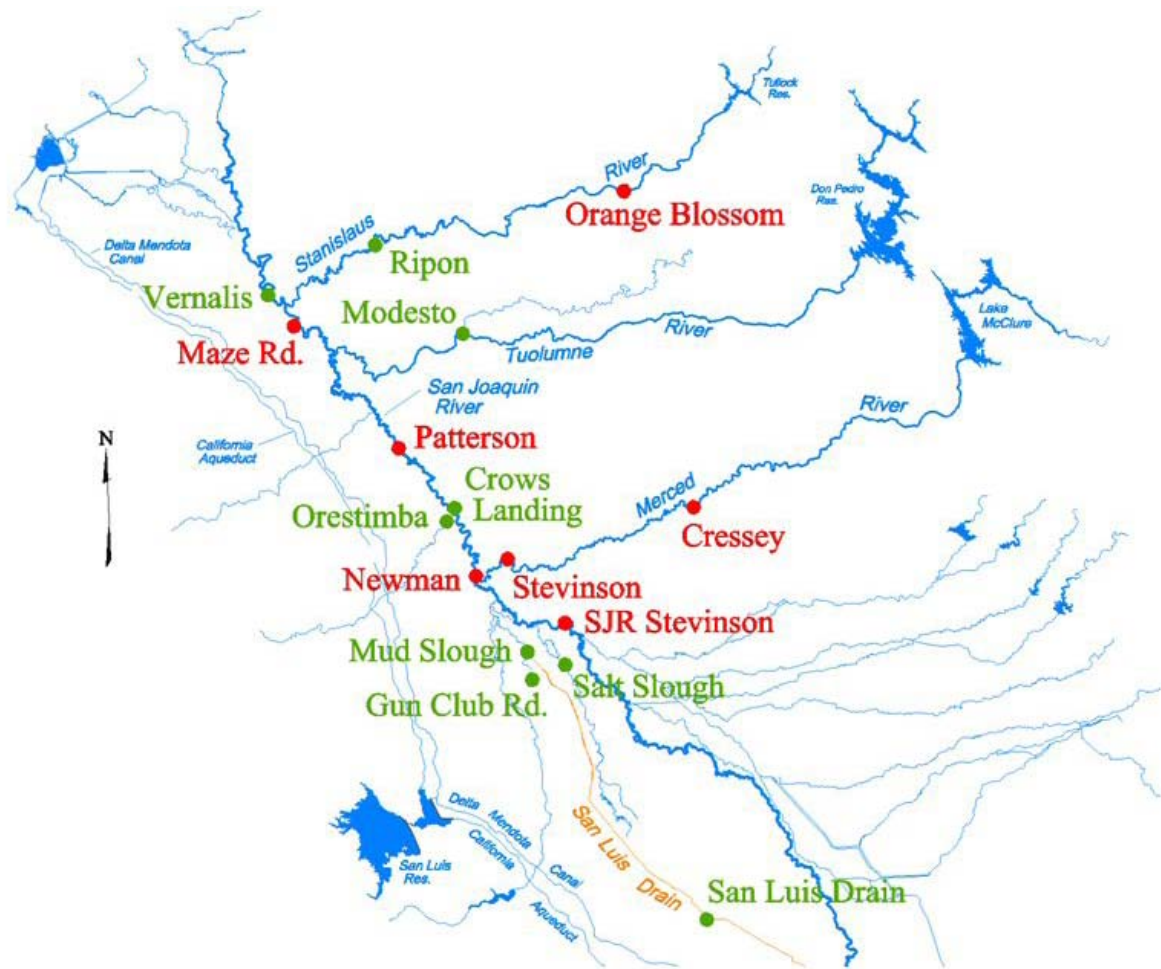 Tullock
Res.
River
Orange Blossom
Don Pedro
Res.
Stanislaus
Ripon
Delta Mendota
Canal
Vernalis
Modesto
River
Lake
McClure
Maze Rd.
Tuolumne
San Joaquin
River
River
N
Patterson
California
Aqueduct
Crows
Landing
Merced
Orestimba
Cressey
Newman
Stevinson
SJR Stevinson
Mud Slough
Salt Slough
Gun Club Rd.
San Luis
Res.
Delta Mendota Canal
California Aqueduct
San Luis Drain
San Luis Drain